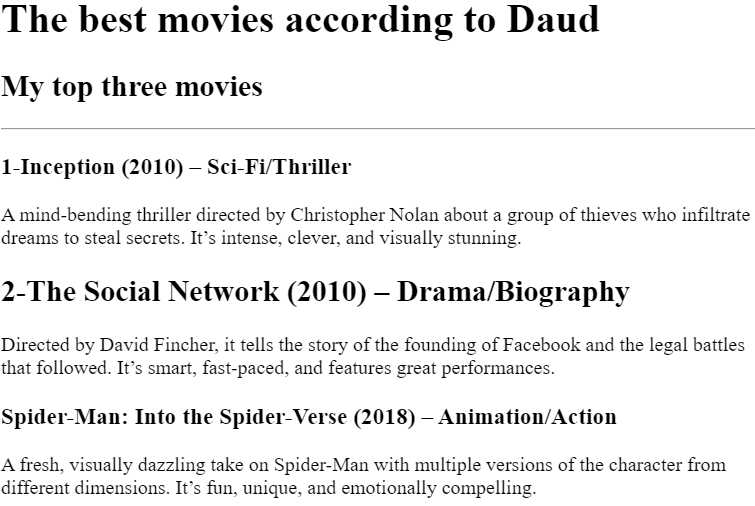 The best movies according to Daud
My top three movies
1-Inception (2010) – Sci-Fi/Thriller
A mind-bending thriller directed by Christopher Nolan about a group of thieves who infiltrate
dreams to steal secrets. It’s intense, clever, and visually stunning.
2-The Social Network (2010) – Drama/Biography
Directed by David Fincher, it tells the story of the founding of Facebook and the legal battles
that followed. It’s smart, fast-paced, and features great performances.
Spider-Man: Into the Spider-Verse (2018) – Animation/Action
A fresh, visually dazzling take on Spider-Man with multiple versions of the character from
different dimensions. It’s fun, unique, and emotionally compelling.